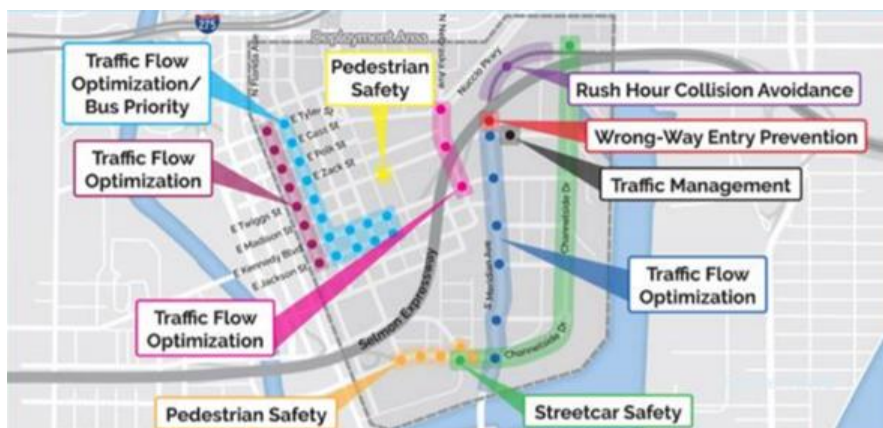 275
Deployment Area
N Florida Ave
N Nebraska Ave
Nuccio Pkwy
Traffic Flow
Optimization/
Bus Priority
Pedestrian
Safety
Rush Hour Collision Avoidance
E Tyler St
E Cass St
E Polk St
E Zack St
Wrong-Way Entry Prevention
Traffic Flow
Optimization
Traffic Management
E Twiggs St
E Madison St
E Kennedy Blvd
E Jackson St
Channelside Dr
Selmon Expressway
E Meridian Ave
Traffic Flow
Optimization
Traffic Flow
Optimization
Channelside Dr
Pedestrian Safety
Streetcar Safety